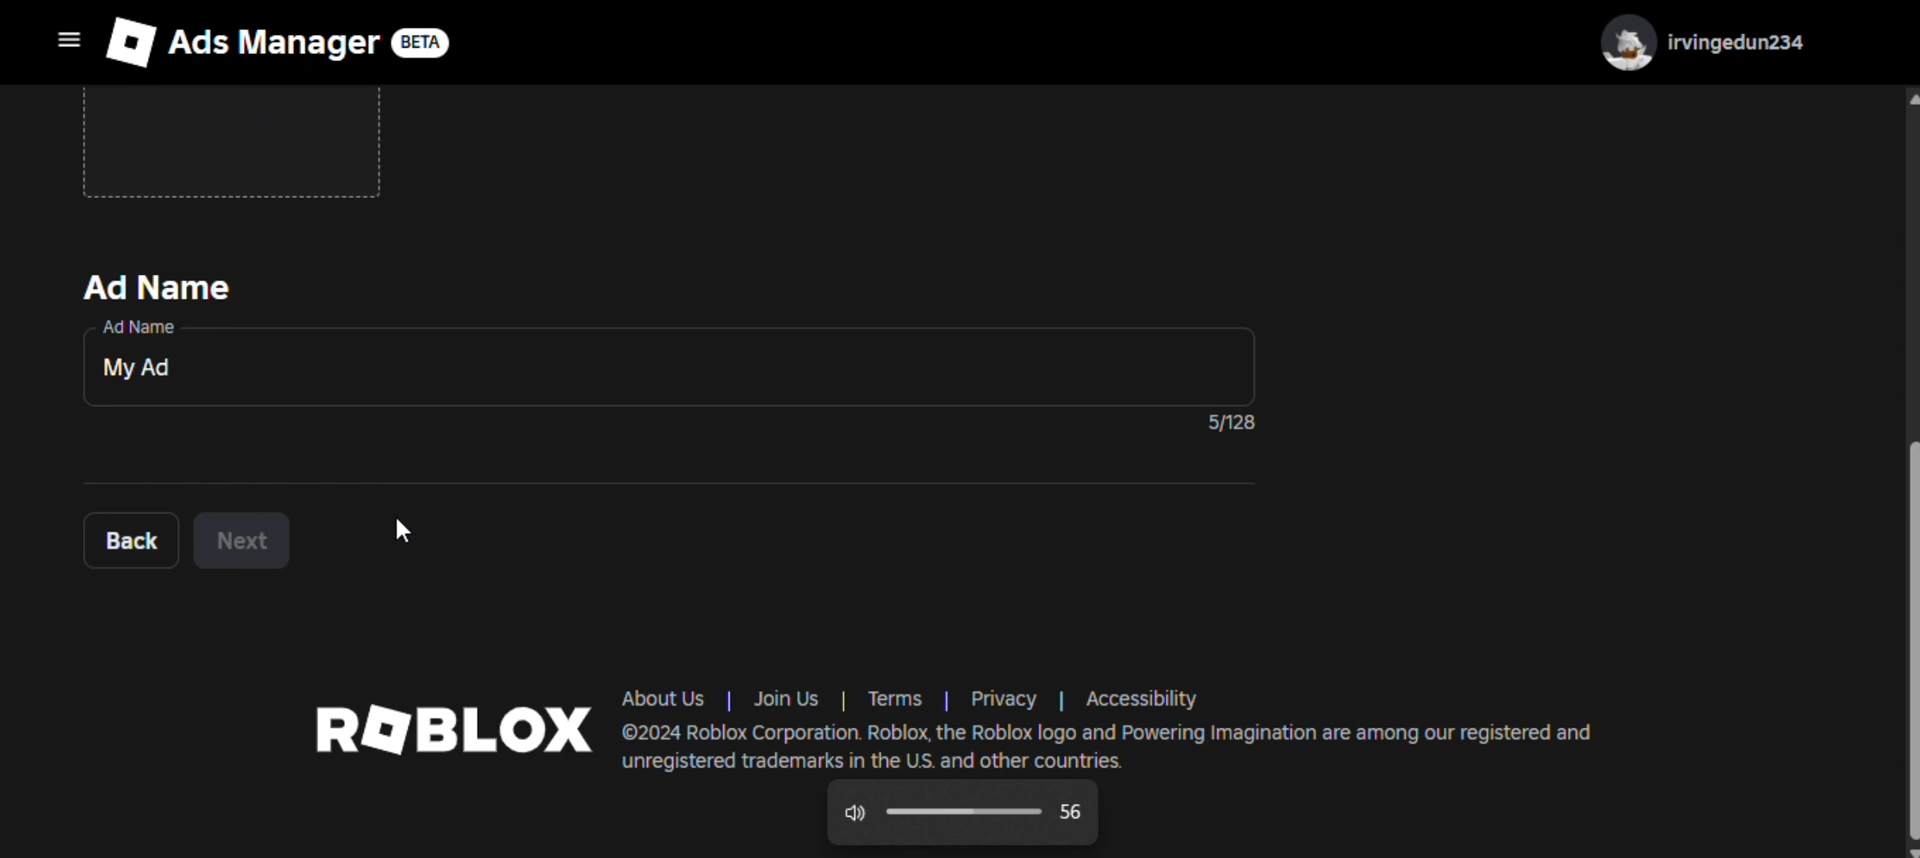 Ads Manager BETA
irvingedun234
Ad Name
Ad Name
My Ad
5/128
Back Next
ROBLOX
About Us | Join Us | Terms | Privacy | Accessibility
©2024 Roblox Corporation. Roblox, the Roblox logo and Powering Imagination are among our registered and
unregistered trademarks in the U.S. and other countries.
56